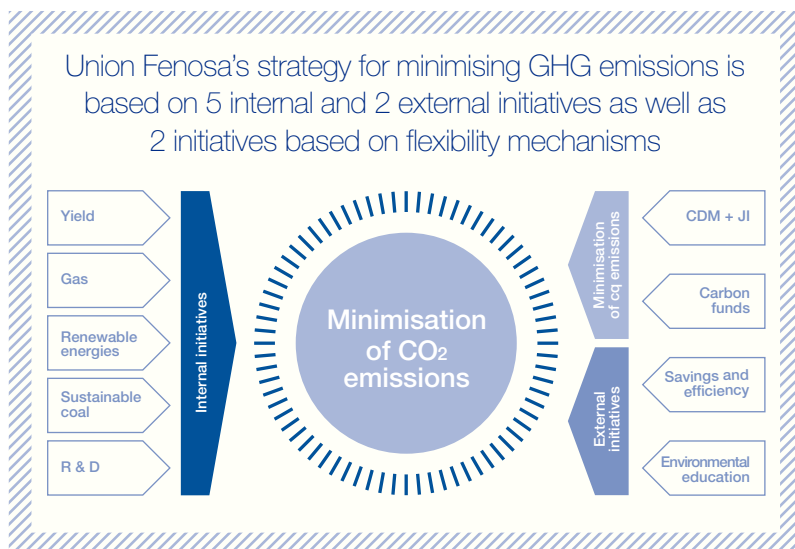 Union Fenosa's strategy for minimising GHG emissions is
based on 5 internal and 2 external initiatives as well as
2 initiatives based on flexibility mechanisms
Yield
Gas
Renewable
energies
Sustainable
coal
R & D
Internal initiatives
Minimisation
of CO2
emissions
Minimisation
of cq emissions
External
initiatives
CDM + JI
Carbon
funds
Savings and
efficiency
Environmental
education